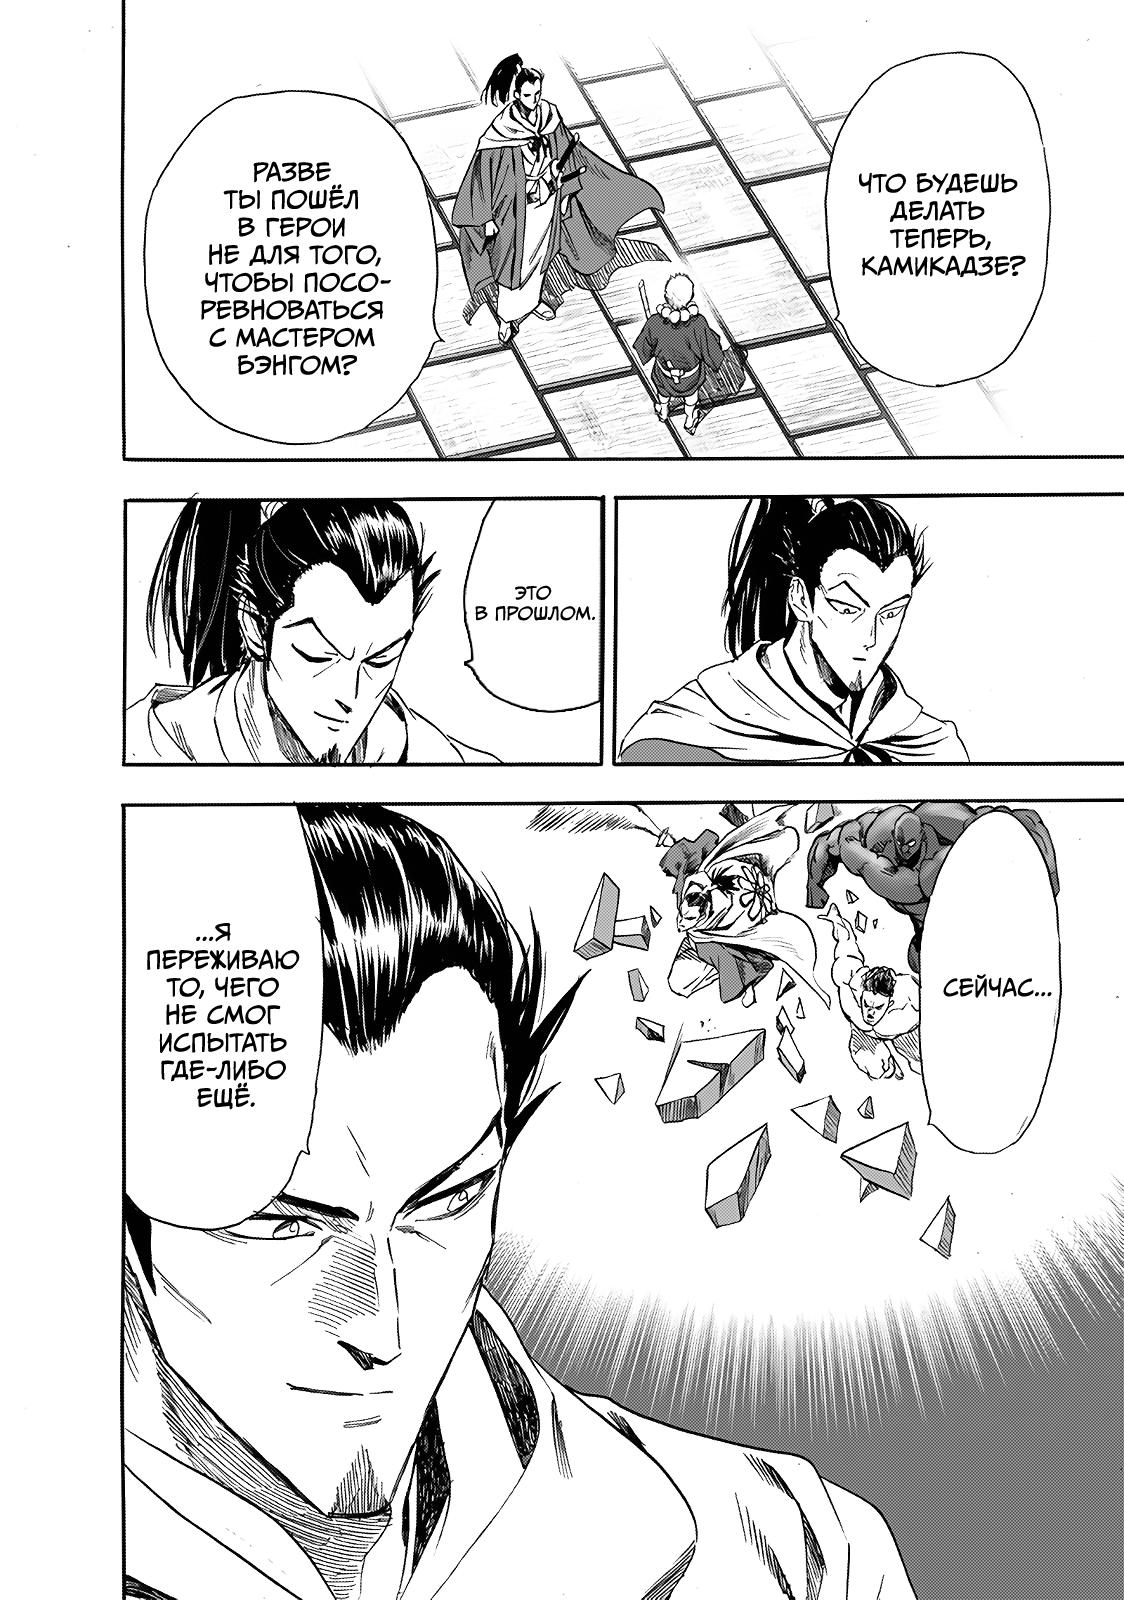 ЧТО БУДЕШЬ
ДЕЛАТЬ
ТЕПЕРЬ,
КАМИКАДЗЕ?
РАЗВЕ
ТЫ ПОШЁЛ
В ГЕРОИ
НЕ ДЛЯ ТОГО,
ЧТОБЫ ПОСО-
РЕВНОВАТЬСЯ
С МАСТЕРОМ
БЭНГОМ?
ЭТО
В ПРОШЛОМ.
СЕЙЧАС...
...Я
ПЕРЕЖИВАЮ
ТО, ЧЕГО
НЕ СМОГ
ИСПЫТАТЬ
ГДЕ-ЛИБО
ЕЩЁ.